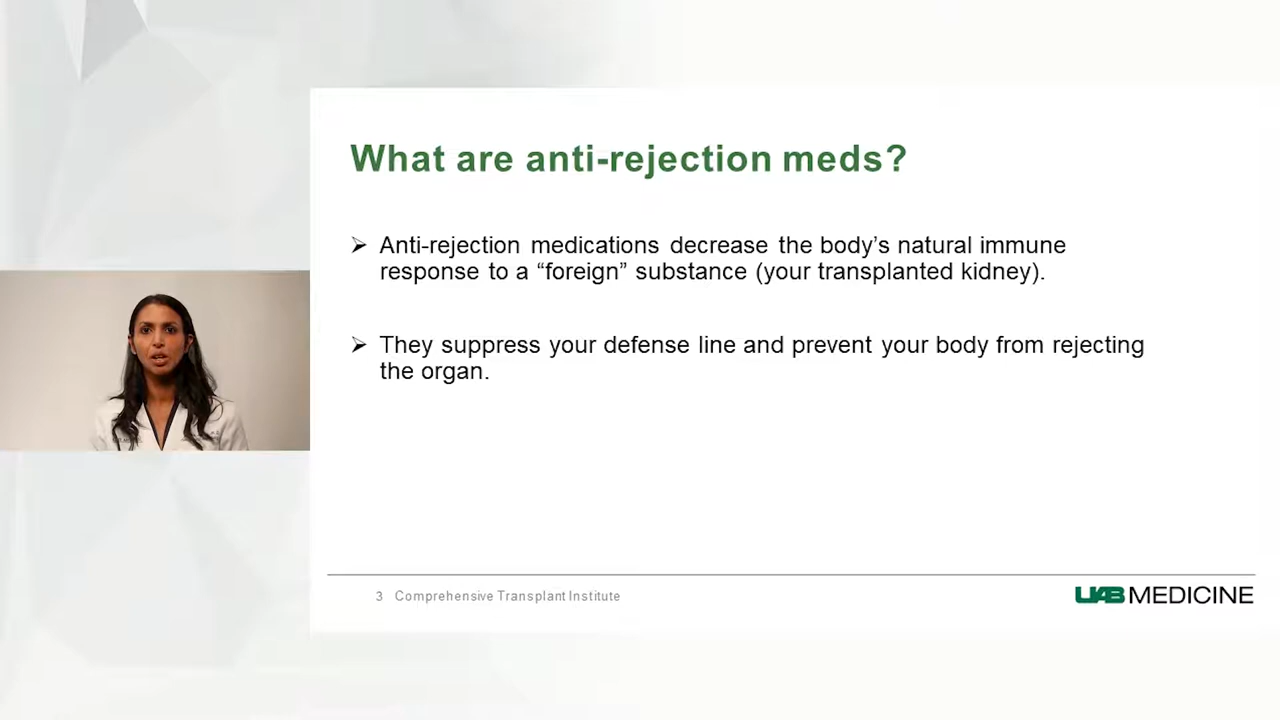 What are anti-rejection meds?
➢ Anti-rejection medications decrease the body’s natural immune
response to a “foreign” substance (your transplanted kidney).
➢ They suppress your defense line and prevent your body from rejecting
the organ.
3 Comprehensive Transplant Institute
UAB MEDICINE